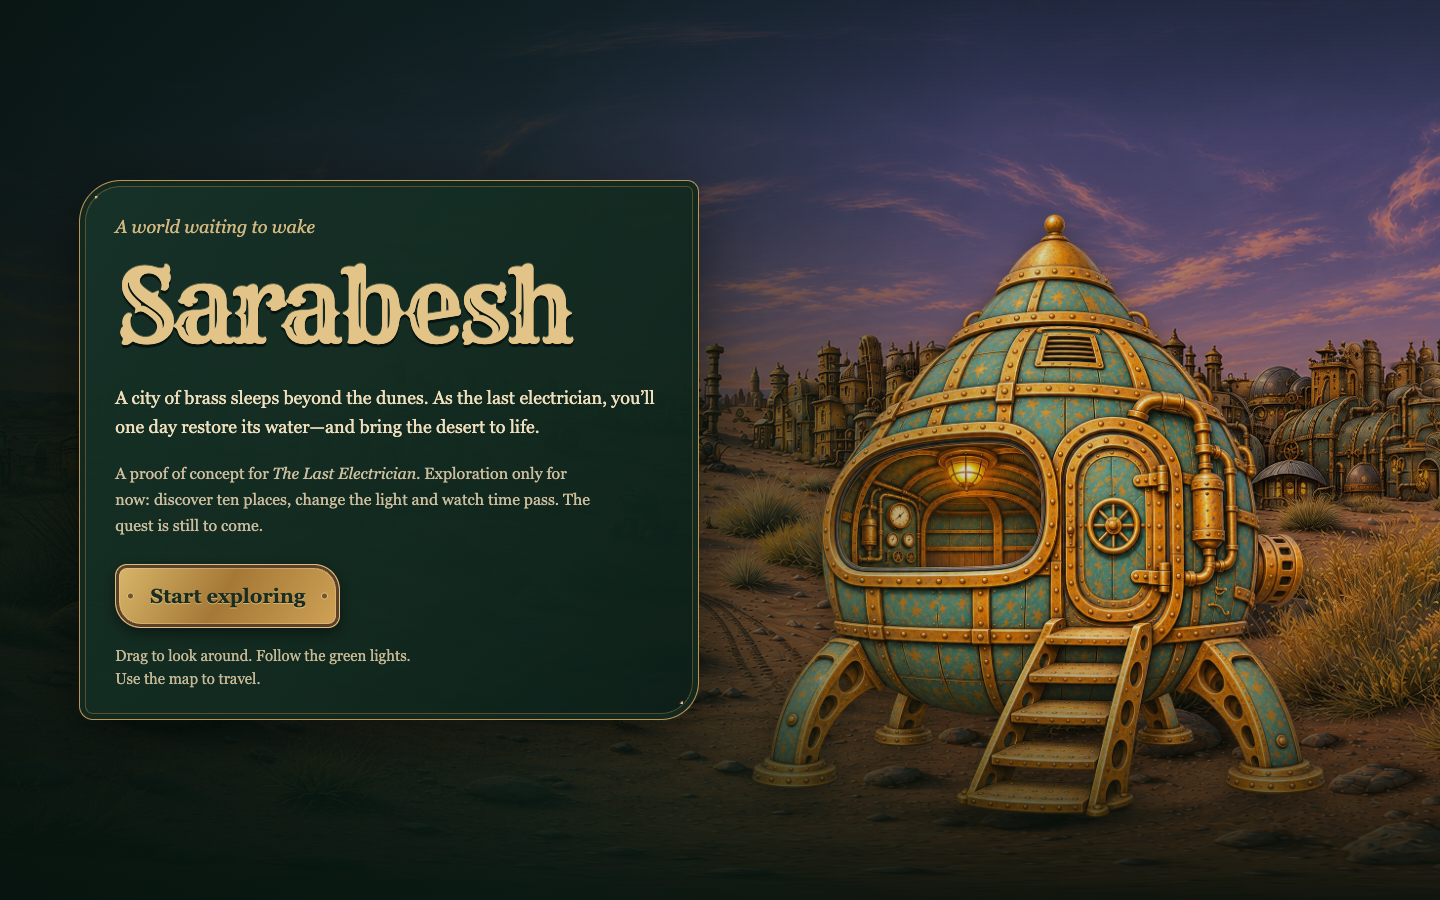 A world waiting to wake
Sarabesh
A city of brass sleeps beyond the dunes. As the last electrician, you’ll
one day restore its water—and bring the desert to life.
A proof of concept for The Last Electrician. Exploration only for
now: discover ten places, change the light and watch time pass. The
quest is still to come.
Start exploring
Drag to look around. Follow the green lights.
Use the map to travel.